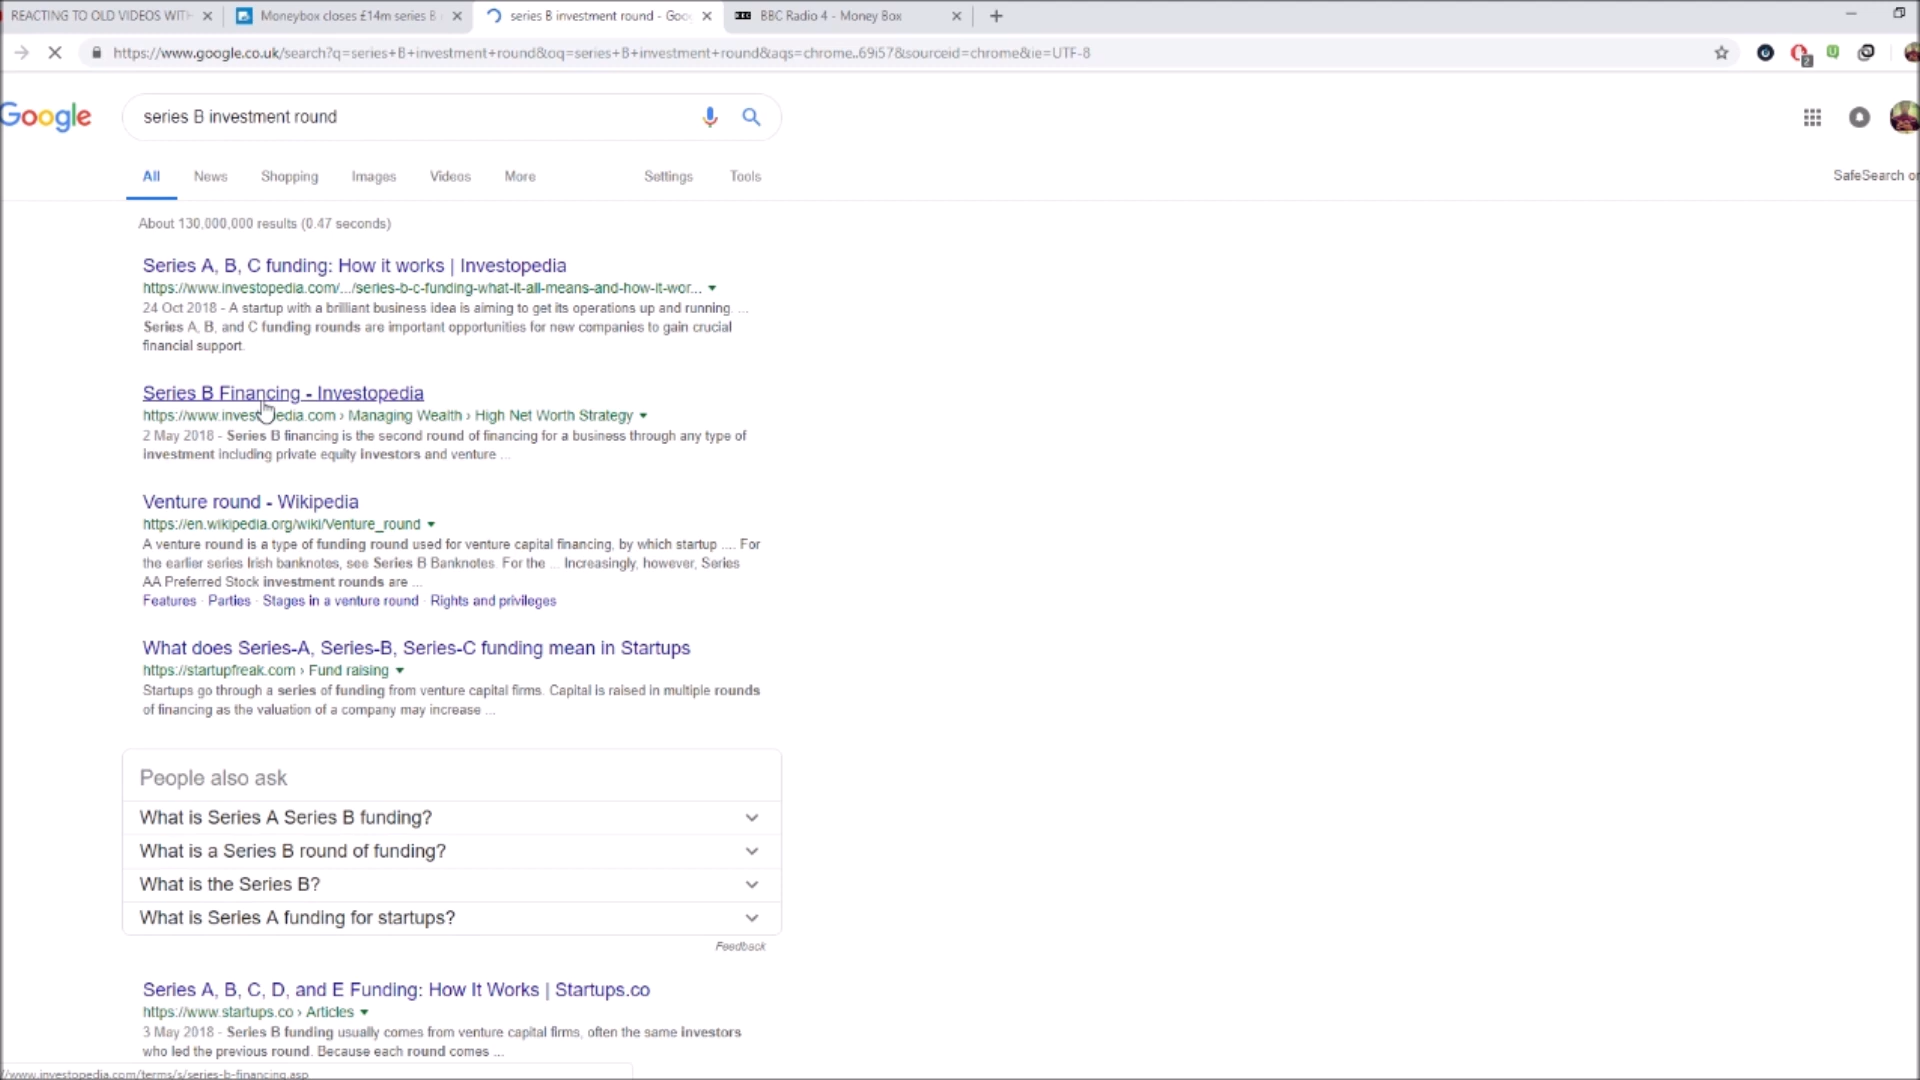 REACTING TO OLD VIDEOS WITH
Moneybox closes £14m series B
series B investment round - Goo
BBC Radio 4 - Money Box
https://www.google.co.uk/search?q=series+B+investment+round&oq=series+B+investment+round&aqs=chrome..69i57&sourceid=chrome&ie=UTF-8
2
Google
series B investment round
All News Shopping Images Videos More Settings Tools
SafeSearch on
About 130,000,000 results (0.47 seconds)
Series A, B, C funding: How it works | Investopedia
https://www.investopedia.com/.../series-b-c-funding-what-it-all-means-and-how-it-wor...
24 Oct 2018 - A startup with a brilliant business idea is aiming to get its operations up and running. ...
Series A, B, and C funding rounds are important opportunities for new companies to gain crucial
financial support.
Series B Financing - Investopedia
https://www.investopedia.com › Managing Wealth › High Net Worth Strategy
2 May 2018 - Series B financing is the second round of financing for a business through any type of
investment including private equity investors and venture ...
Venture round - Wikipedia
https://en.wikipedia.org/wiki/Venture_round
A venture round is a type of funding round used for venture capital financing, by which startup .... For
the earlier series Irish banknotes, see Series B Banknotes. For the ... Increasingly, however, Series
AA Preferred Stock investment rounds are ...
Features · Parties · Stages in a venture round · Rights and privileges
What does Series-A, Series-B, Series-C funding mean in Startups
https://startupfreak.com › Fund raising
Startups go through a series of funding from venture capital firms. Capital is raised in multiple rounds
of financing as the valuation of a company may increase ...
People also ask
What is Series A Series B funding?
What is a Series B round of funding?
What is the Series B?
What is Series A funding for startups?
Feedback
Series A, B, C, D, and E Funding: How It Works | Startups.co
https://www.startups.co › Articles
3 May 2018 - Series B funding usually comes from venture capital firms, often the same investors
who led the previous round. Because each round comes ...
//www.investopedia.com/terms/s/series-b-financing.asp